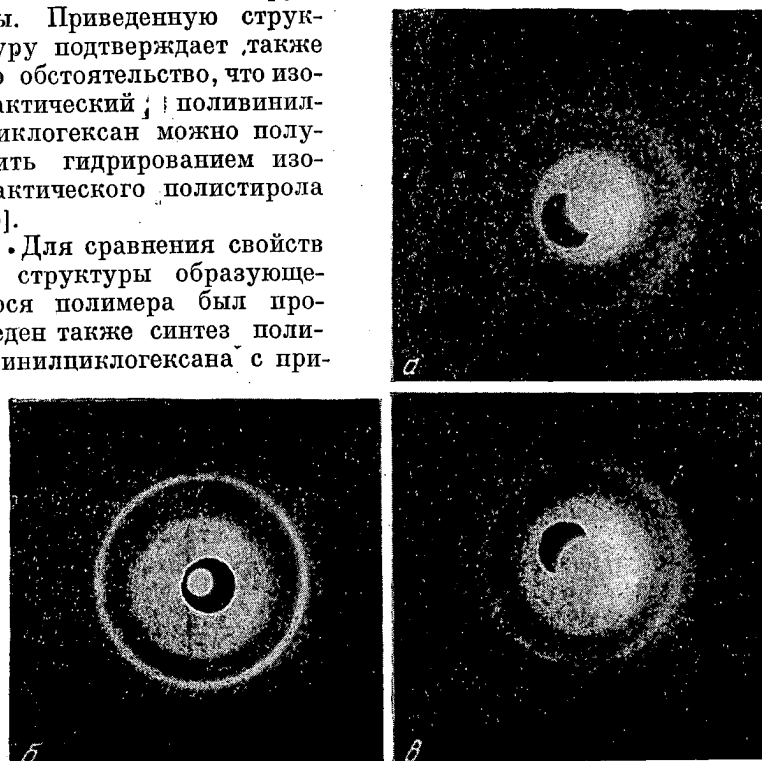 ы. Приведенную струк-
уру подтверждает также
о обстоятельство, что изо-
актический поливинил-
иклогексан можно полу-
ить гидрированием изо-
актического полистирола
].
Для сравнения свойств
структуры образующе-
ося полимера был про-
еден также синтез поли-
инилциклогексана с при-
а
б
в